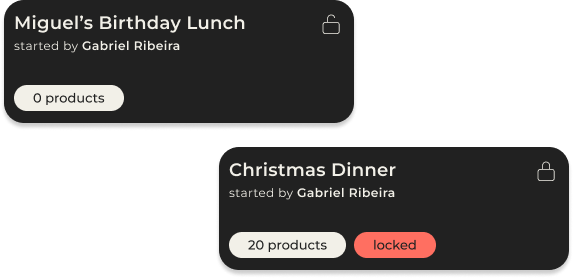 Miguel’s Birthday Lunch
started by Gabriel Ribeira
0 products
Christmas Dinner
started by Gabriel Ribeira
20 products locked